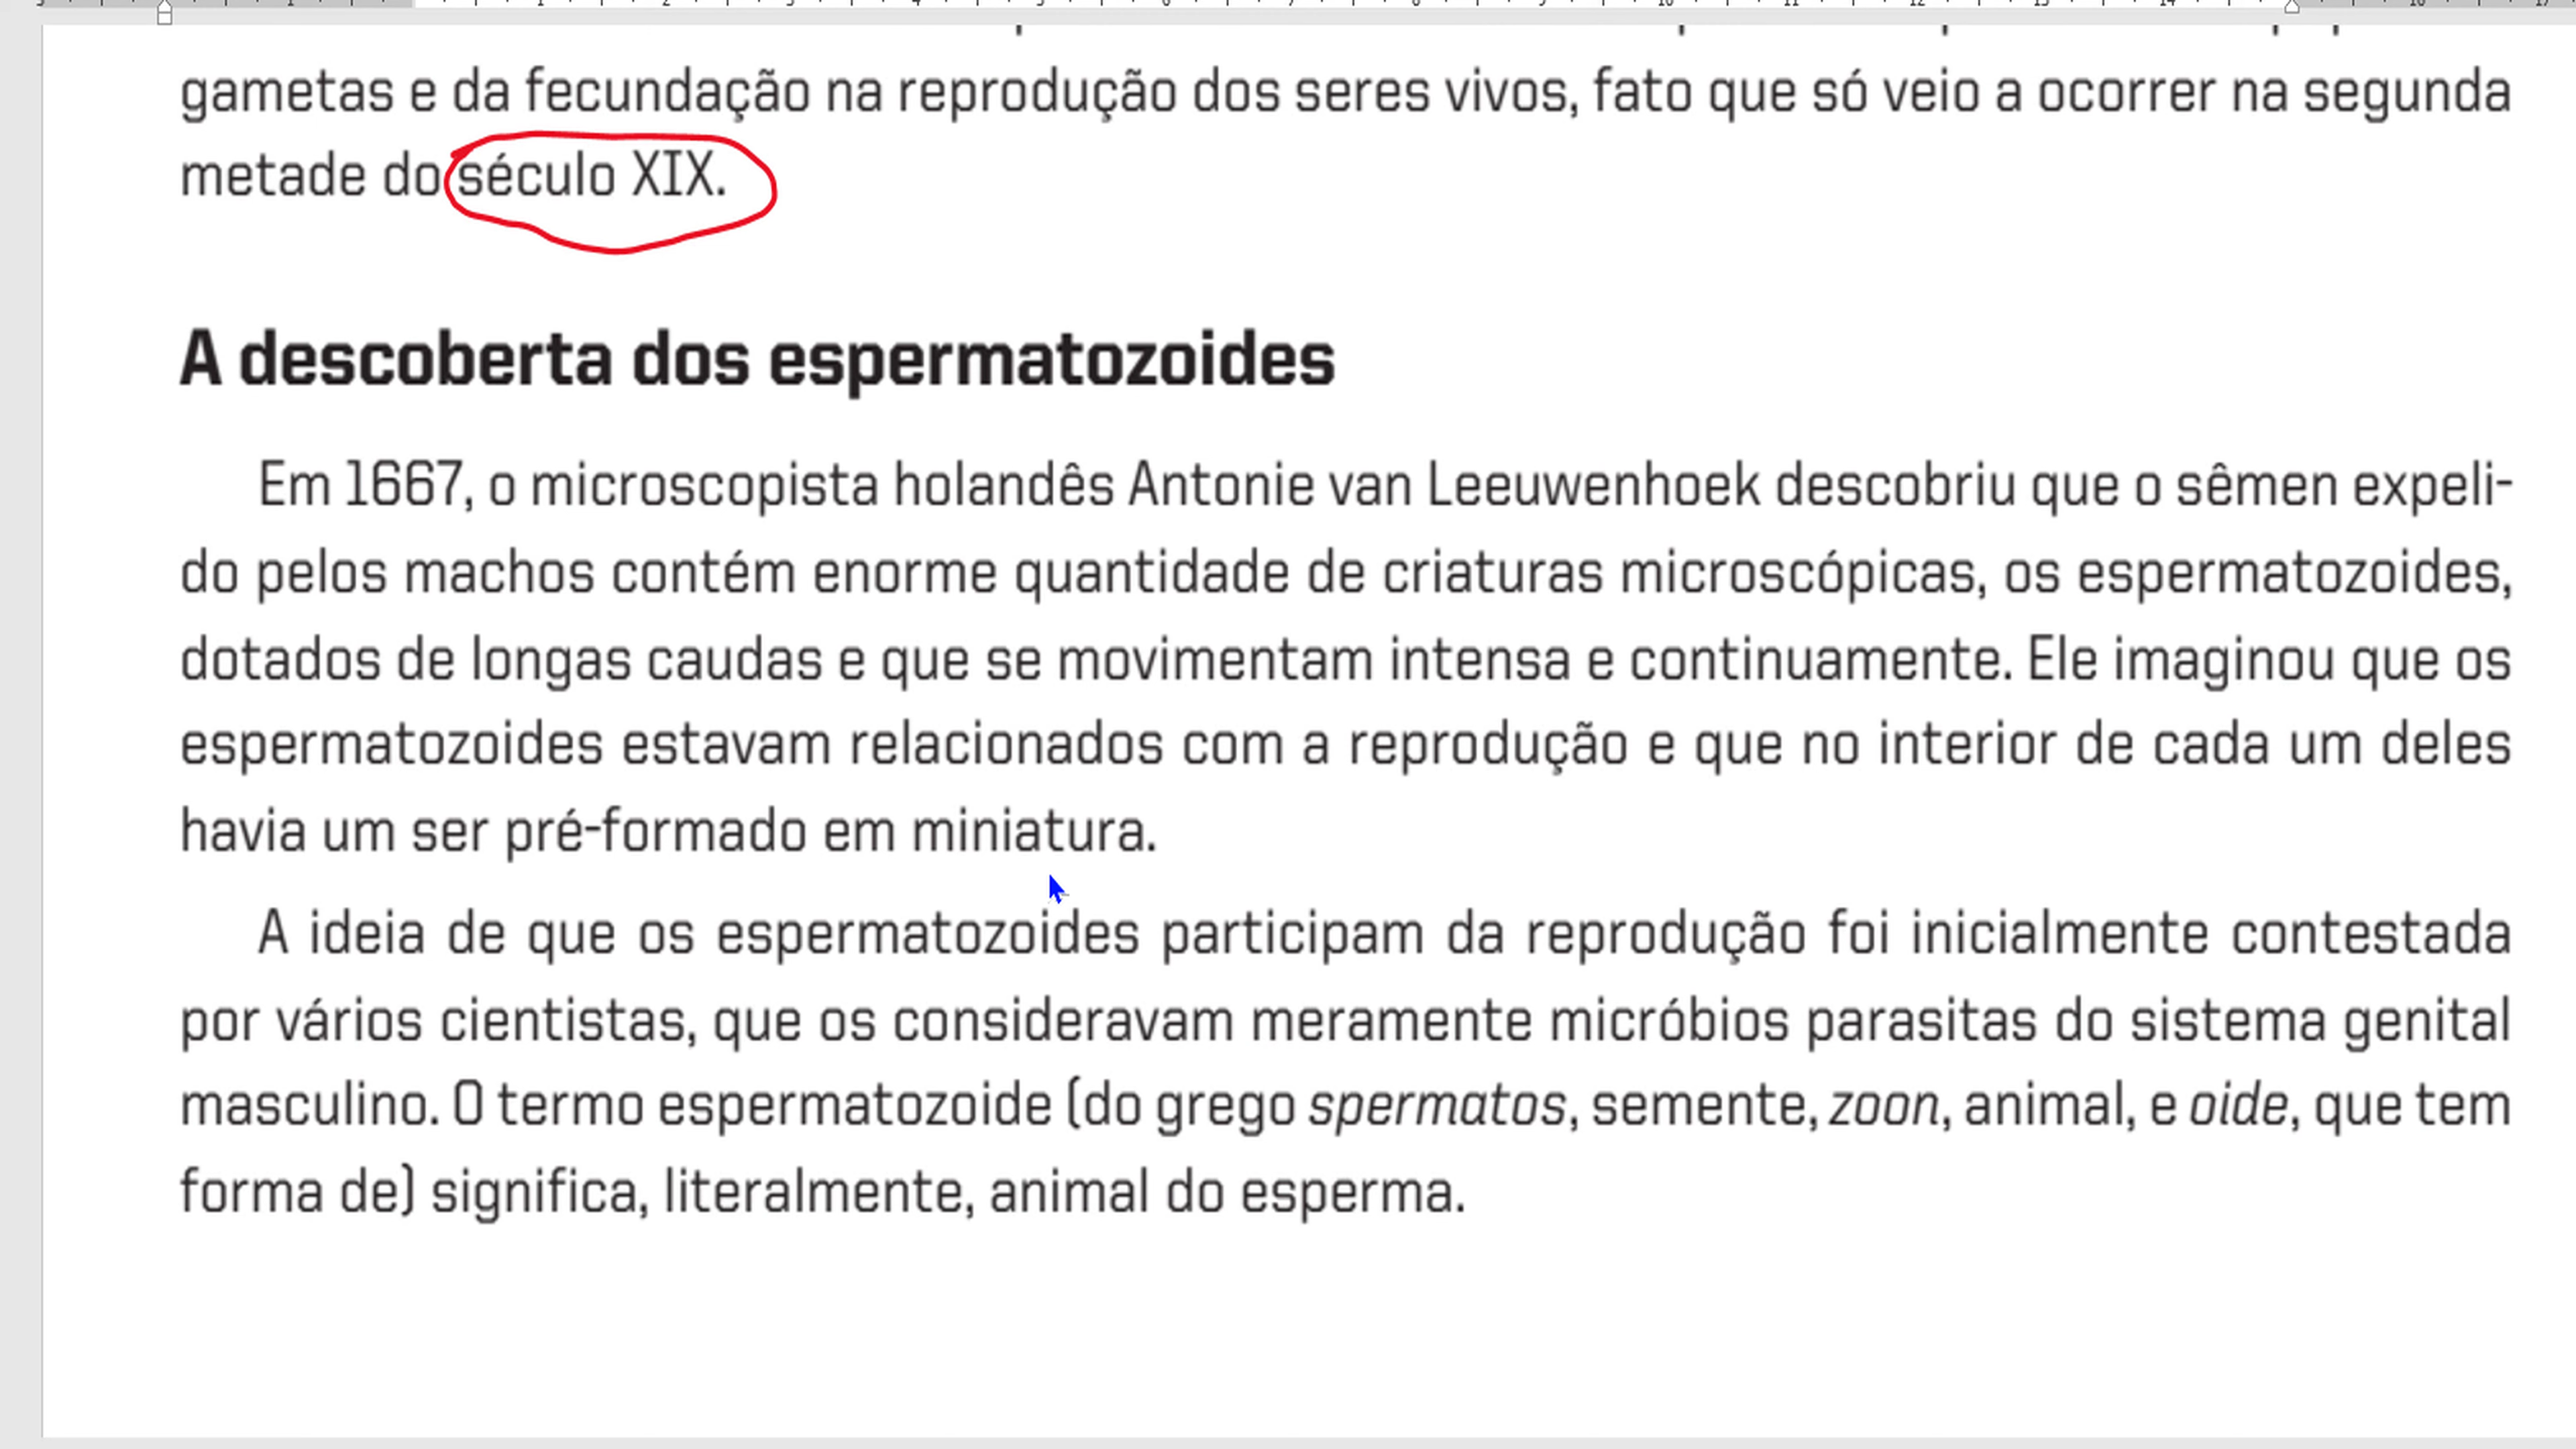 gametas e da fecundação na reprodução dos seres vivos, fato que só veio a ocorrer na segunda
metade do século XIX.
A descoberta dos espermatozoides
Em 1667, o microscopista holandês Antonie van Leeuwenhoek descobriu que o sêmen expeli-
do pelos machos contém enorme quantidade de criaturas microscópicas, os espermatozoides,
dotados de longas caudas e que se movimentam intensa e continuamente. Ele imaginou que os
espermatozoides estavam relacionados com a reprodução e que no interior de cada um deles
havia um ser pré-formado em miniatura.
A ideia de que os espermatozoides participam da reprodução foi inicialmente contestada
por vários cientistas, que os consideravam meramente micróbios parasitas do sistema genital
masculino. O termo espermatozoide (do grego spermatos, semente, zoon, animal, e oide, que tem
forma de) significa, literalmente, animal do esperma.